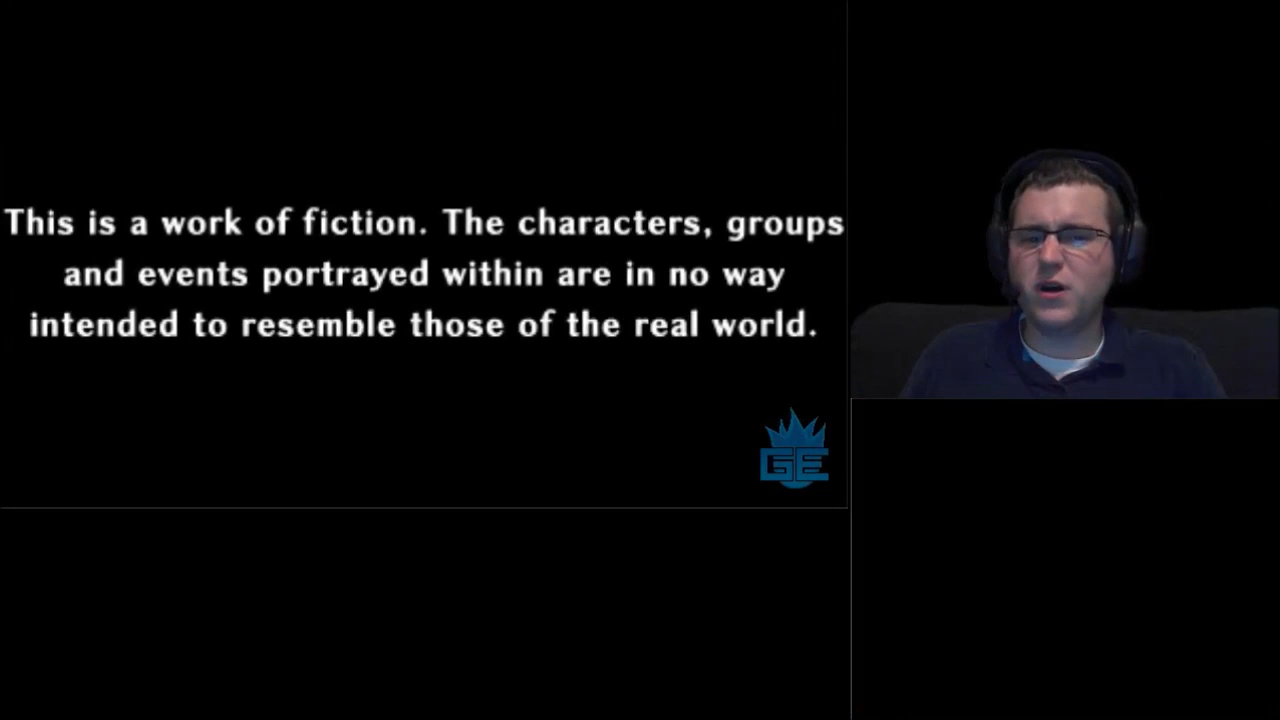 This is a work of fiction. The characters, groups
and events portrayed within are in no way
intended to resemble those of the real world.
GE